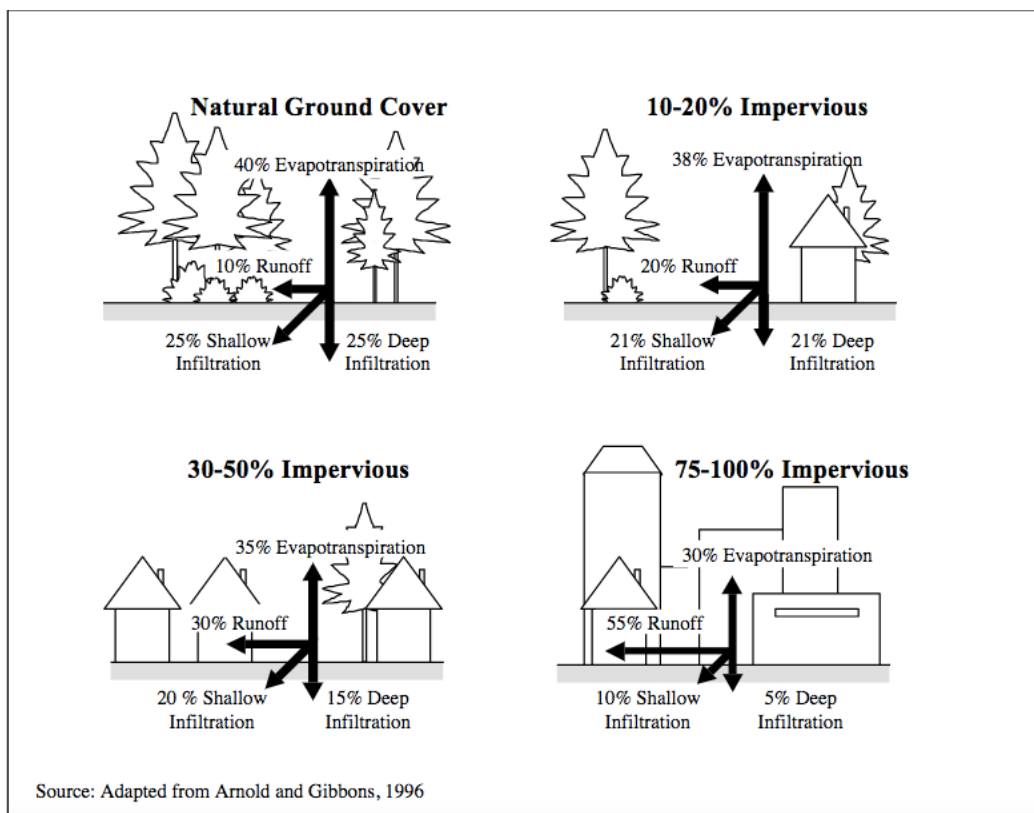 Natural Ground Cover
40% Evapotranspiration
10% Runoff
25% Shallow
Infiltration
25% Deep
Infiltration
10-20% Impervious
38% Evapotranspiration
20% Runoff
21% Shallow
Infiltration
21% Deep
Infiltration
30-50% Impervious
35% Evapotranspiration
30% Runoff
20 % Shallow
Infiltration
15% Deep
Infiltration
75-100% Impervious
30% Evapotranspiration
55% Runoff
10% Shallow
Infiltration
5% Deep
Infiltration
Source: Adapted from Arnold and Gibbons, 1996